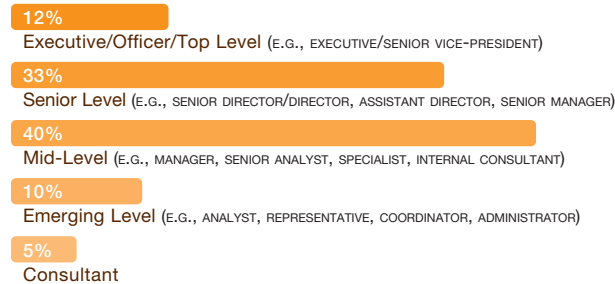 12%
Executive/Officer/Top Level (E.G., EXECUTIVE/SENIOR VICE-PRESIDENT)
33%
Senior Level (E.G., SENIOR DIRECTOR/DIRECTOR, ASSISTANT DIRECTOR, SENIOR MANAGER)
40%
Mid-Level (E.G., MANAGER, SENIOR ANALYST, SPECIALIST, INTERNAL CONSULTANT)
10%
Emerging Level (E.G., ANALYST, REPRESENTATIVE, COORDINATOR, ADMINISTRATOR)
5%
Consultant